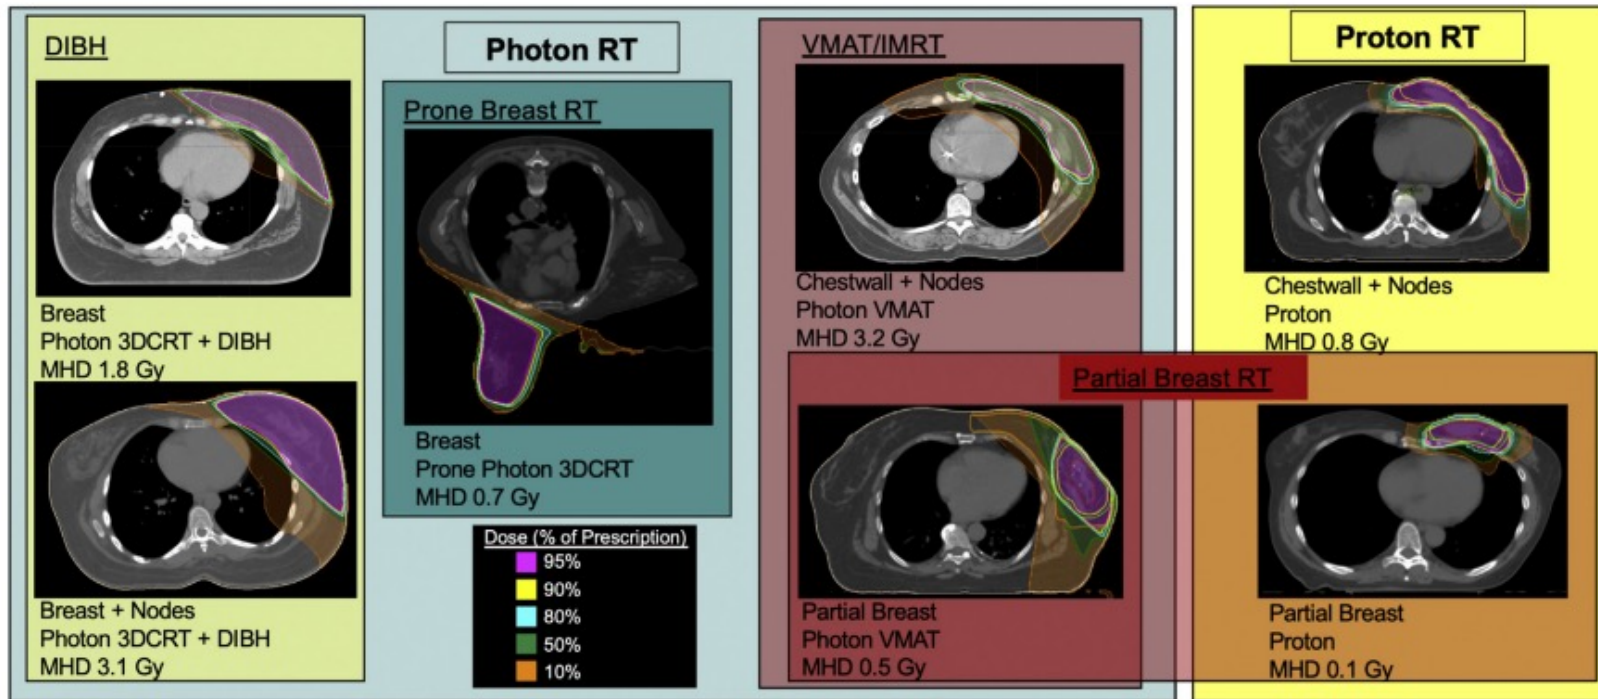 DIBH
Breast
Photon 3DCRT + DIBH
MHD 1.8 Gy
Breast + Nodes
Photon 3DCRT + DIBH
MHD 3.1 Gy
Photon RT
Prone Breast RT
Breast
Prone Photon 3DCRT
MHD 0.7 Gy
Dose (% of Prescription)
95%
90%
80%
50%
10%
VMAT/IMRT
Chestwall + Nodes
Photon VMAT
MHD 3.2 Gy
Proton RT
Chestwall + Nodes
Proton
MHD 0.8 Gy
Partial Breast RT
Partial Breast
Photon VMAT
MHD 0.5 Gy
Partial Breast
Proton
MHD 0.1 Gy